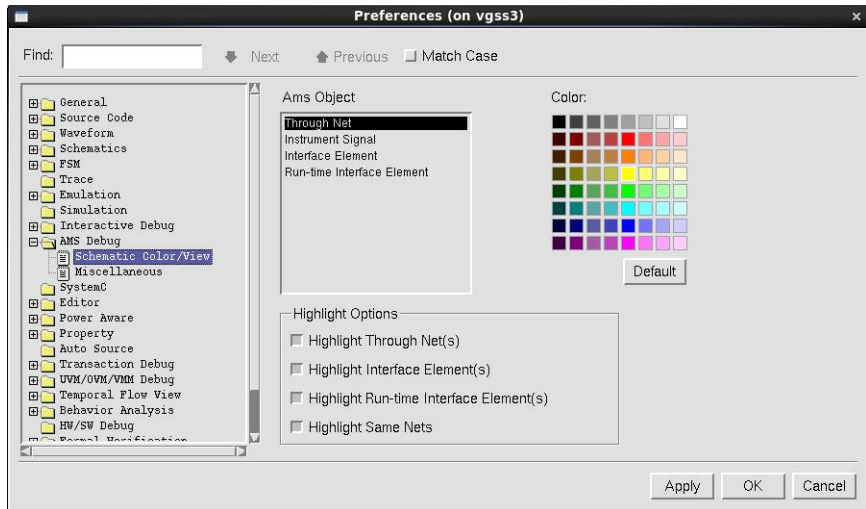 Preferences (on vgss3)
Find:
Next
Previous
Match Case
General
Source Code
Waveform
Schematics
FSM
Trace
Emulation
Simulation
Interactive Debug
AMS Debug
Schematic Color/View
Miscellaneous
SystemC
Editor
Power Aware
Property
Auto Source
Transaction Debug
UVM/OVM/VMM Debug
Temporal Flow View
Behavior Analysis
HW/SW Debug
Formal Verification
Ams Object
Through Net
Instrument Signal
Interface Element
Run-time Interface Element
Color:
Default
Highlight Options
Highlight Through Net(s)
Highlight Interface Element(s)
Highlight Run-time Interface Element(s)
Highlight Same Nets
Apply
OK
Cancel